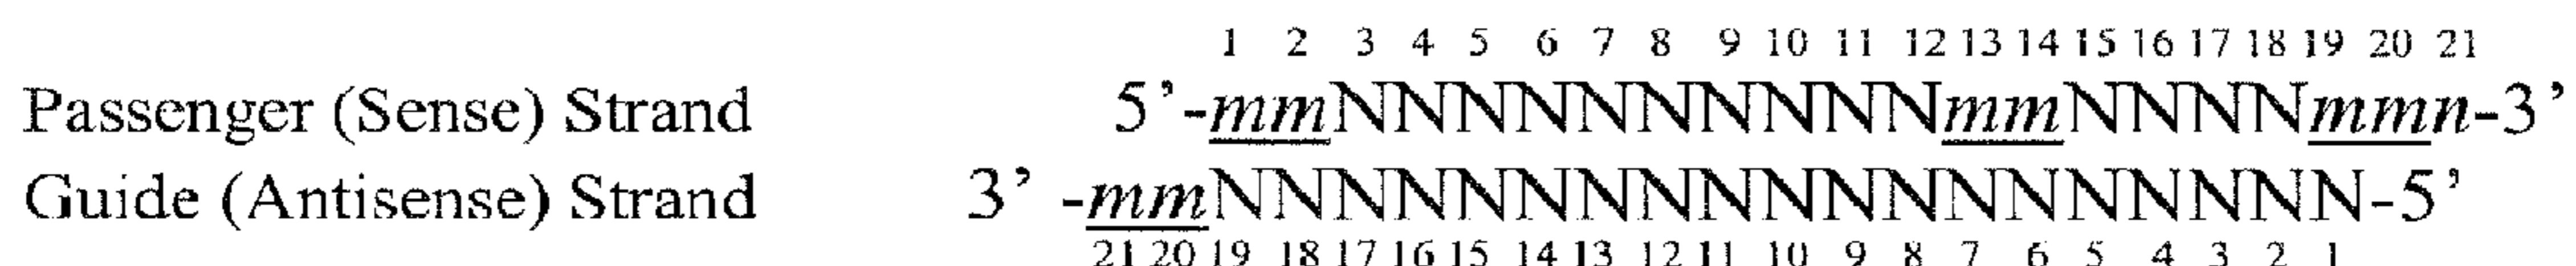 1 2 3 4 5 6 7 8 9 10 11 12 13 14 15 16 17 18 19 20 21
Passenger (Sense) Strand 5’-mmNNNNNNNNNNmmNNNNmmn-3’
Guide (Antisense) Strand 3’ -mmNNNNNNNNNNNNNNNNNNN-5’
21 20 19 18 17 16 15 14 13 12 11 10 9 8 7 6 5 4 3 2 1